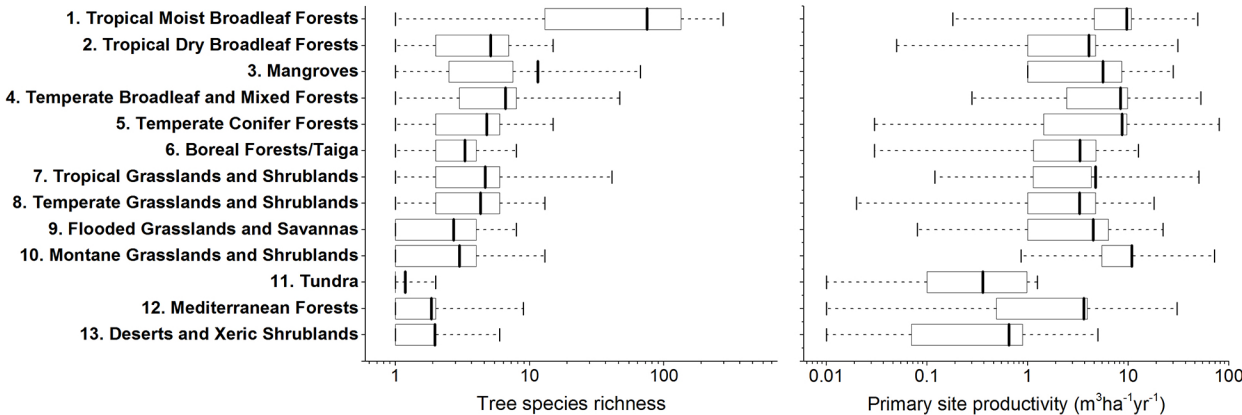 1. Tropical Moist Broadleaf Forests
2. Tropical Dry Broadleaf Forests
3. Mangroves
4. Temperate Broadleaf and Mixed Forests
5. Temperate Conifer Forests
6. Boreal Forests/Taiga
7. Tropical Grasslands and Shrublands
8. Temperate Grasslands and Shrublands
9. Flooded Grasslands and Savannas
10. Montane Grasslands and Shrublands
11. Tundra
12. Mediterranean Forests
13. Deserts and Xeric Shrublands
1 10 100
Tree species richness
0.01 0.1 1 10 100
Primary site productivity (m³ha⁻¹yr⁻¹)